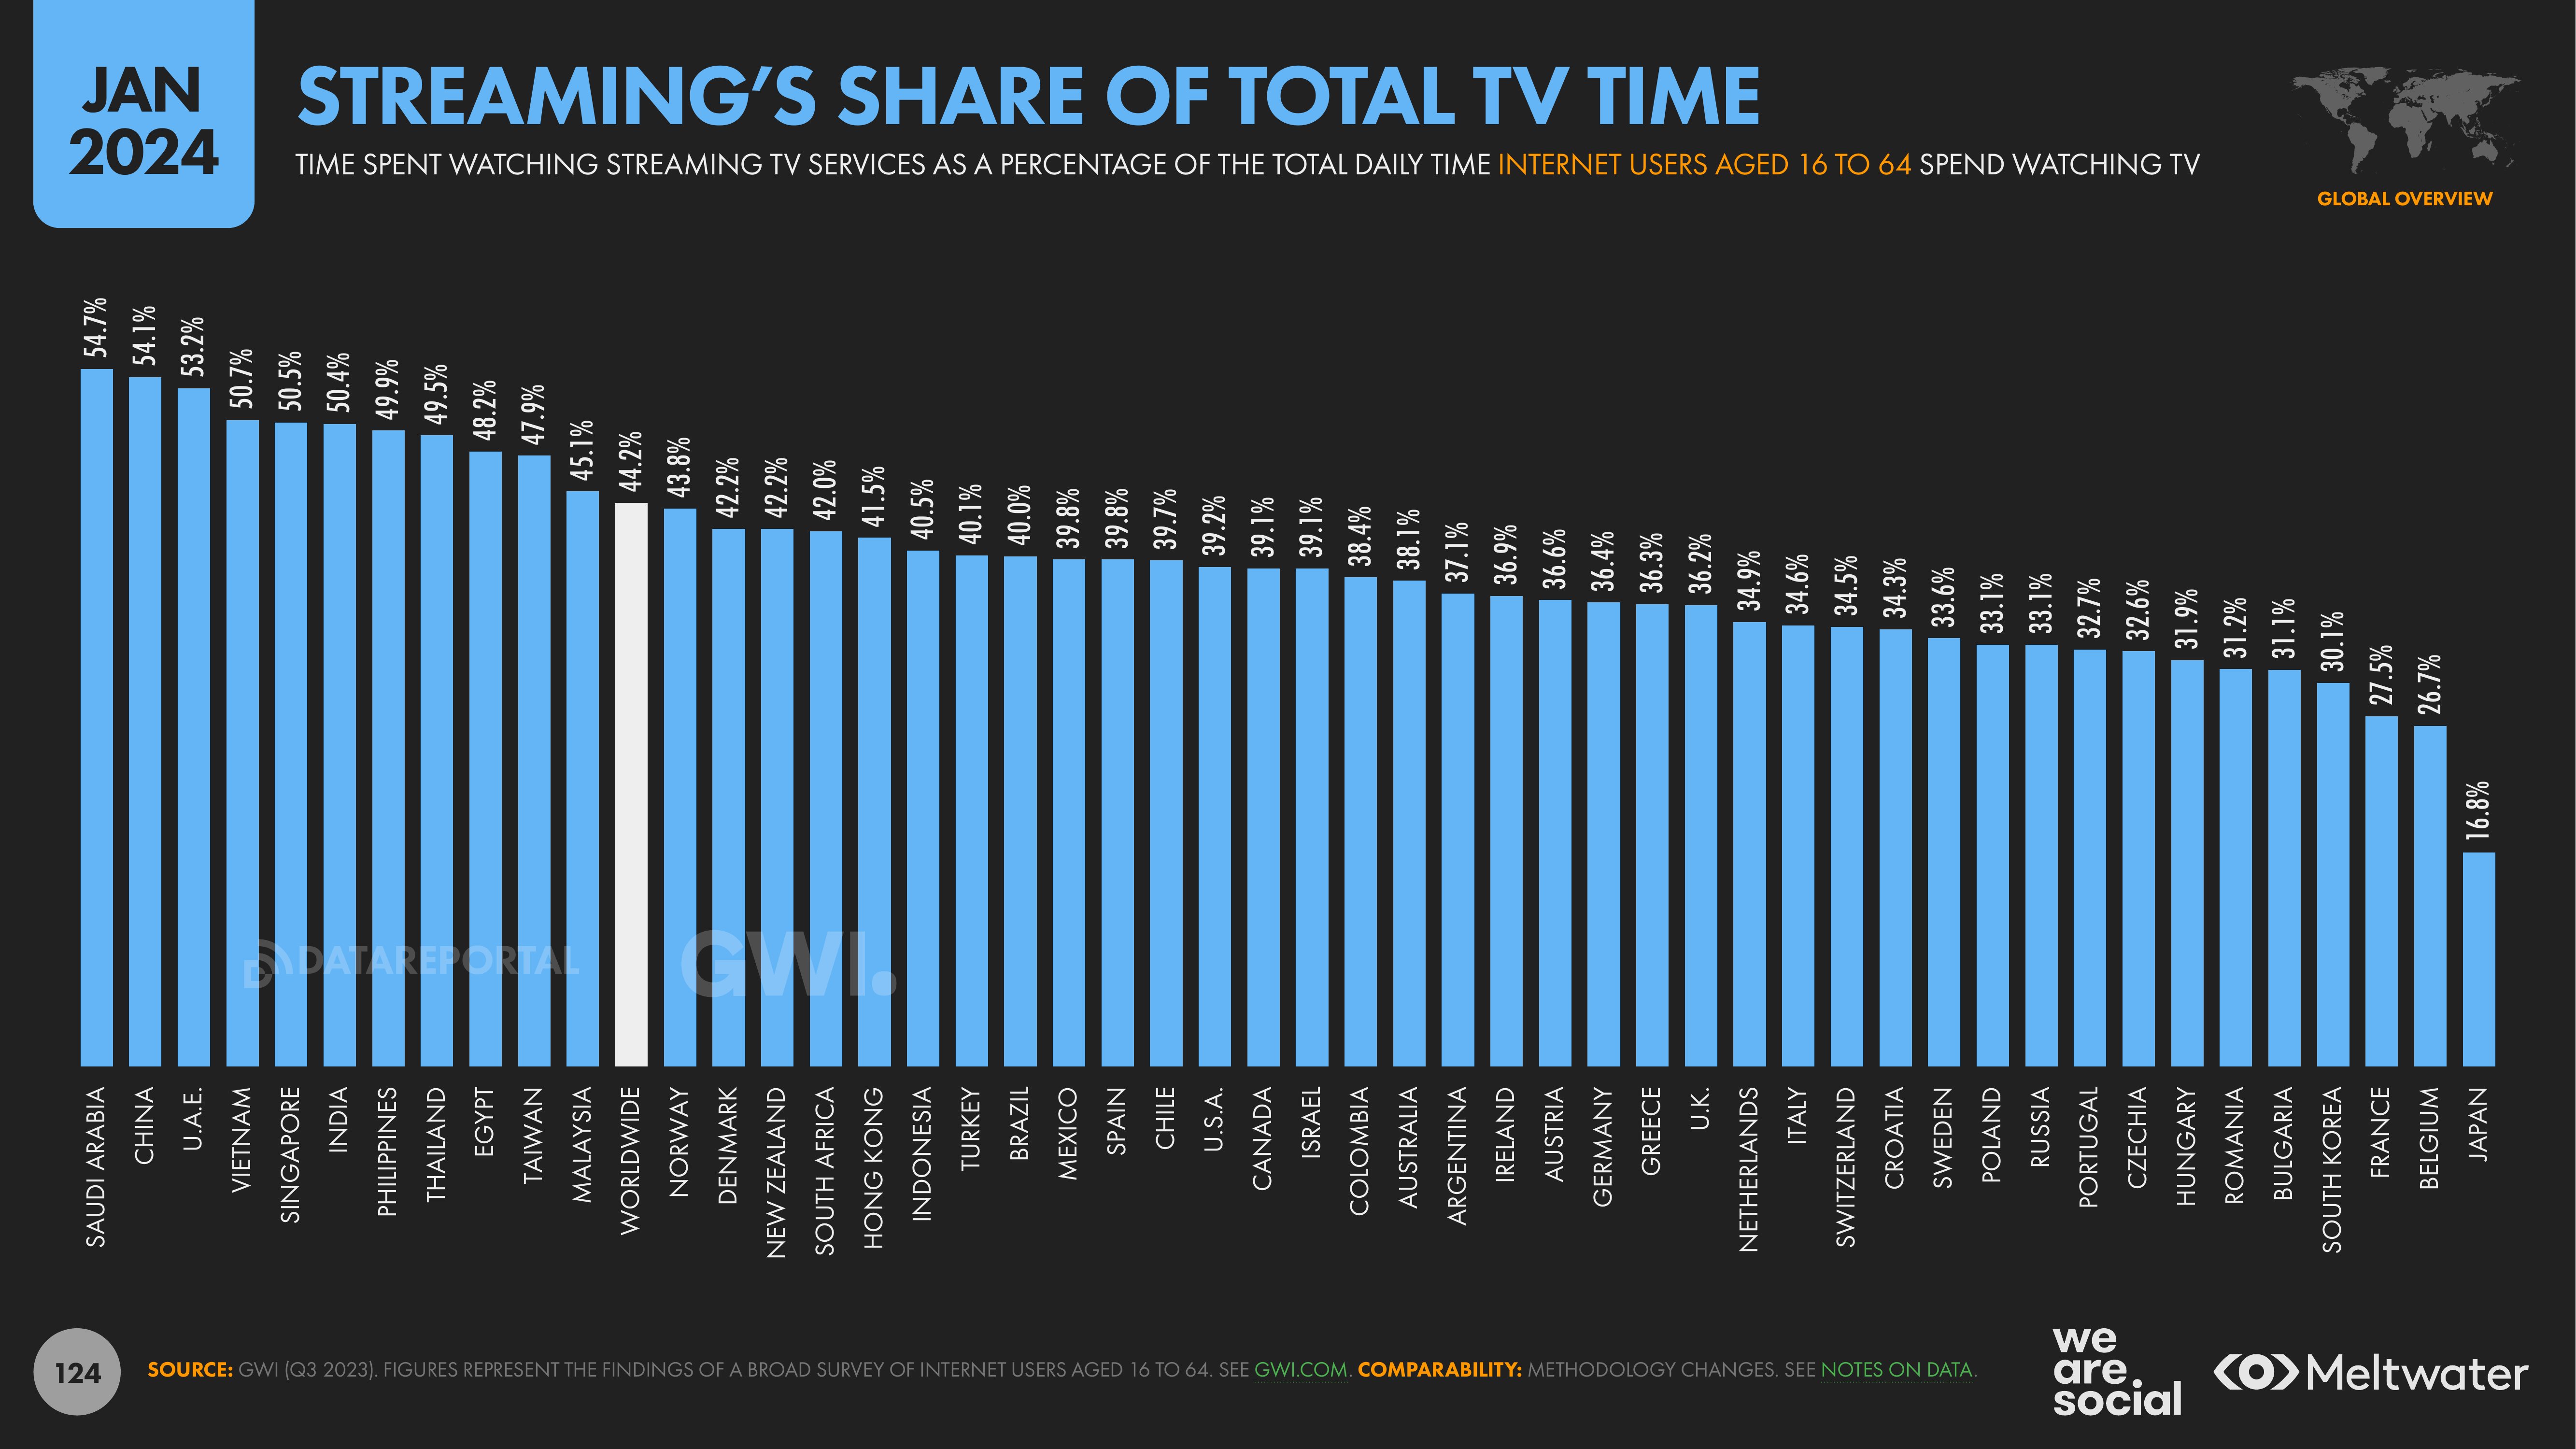 JAN
2024
STREAMING’S SHARE OF TOTAL TV TIME
TIME SPENT WATCHING STREAMING TV SERVICES AS A PERCENTAGE OF THE TOTAL DAILY TIME INTERNET USERS AGED 16 TO 64 SPEND WATCHING TV
GLOBAL OVERVIEW
54.7%
54.1%
53.2%
50.7%
50.5%
50.4%
49.9%
49.5%
48.2%
47.9%
45.1%
44.2%
43.8%
42.2%
42.2%
42.0%
41.5%
40.5%
40.1%
40.0%
39.8%
39.8%
39.7%
39.2%
39.1%
39.1%
38.4%
38.1%
37.1%
36.9%
36.6%
36.4%
36.3%
36.2%
34.9%
34.6%
34.5%
34.3%
33.6%
33.1%
33.1%
32.7%
32.6%
31.9%
31.2%
31.1%
30.1%
27.5%
26.7%
16.8%
DATAREPORTAL
GWI.
SAUDI ARABIA
CHINA
U.A.E.
VIETNAM
SINGAPORE
INDIA
PHILIPPINES
THAILAND
EGYPT
TAIWAN
MALAYSIA
WORLDWIDE
NORWAY
DENMARK
NEW ZEALAND
SOUTH AFRICA
HONG KONG
INDONESIA
TURKEY
BRAZIL
MEXICO
SPAIN
CHILE
U.S.A.
CANADA
ISRAEL
COLOMBIA
AUSTRALIA
ARGENTINA
IRELAND
AUSTRIA
GERMANY
GREECE
U.K.
NETHERLANDS
ITALY
SWITZERLAND
CROATIA
SWEDEN
POLAND
RUSSIA
PORTUGAL
CZECHIA
HUNGARY
ROMANIA
BULGARIA
SOUTH KOREA
FRANCE
BELGIUM
JAPAN
124
SOURCE: GWI (Q3 2023). FIGURES REPRESENT THE FINDINGS OF A BROAD SURVEY OF INTERNET USERS AGED 16 TO 64. SEE GWI.COM. COMPARABILITY: METHODOLOGY CHANGES. SEE NOTES ON DATA.
we
are
social
Meltwater